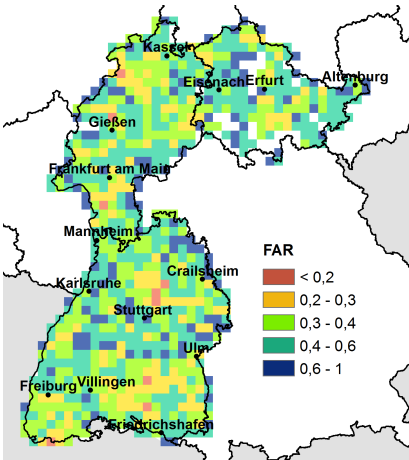 Kassel
Eisenach
Erfurt
Altenburg
Gießen
Frankfurt am Main
Mannheim
FAR
Crailsheim
< 0,2
Karlsruhe
0,2 - 0,3
Stuttgart
0,3 - 0,4
0,4 - 0,6
Ulm
0,6 - 1
Freiburg
Villingen
Friedrichshafen